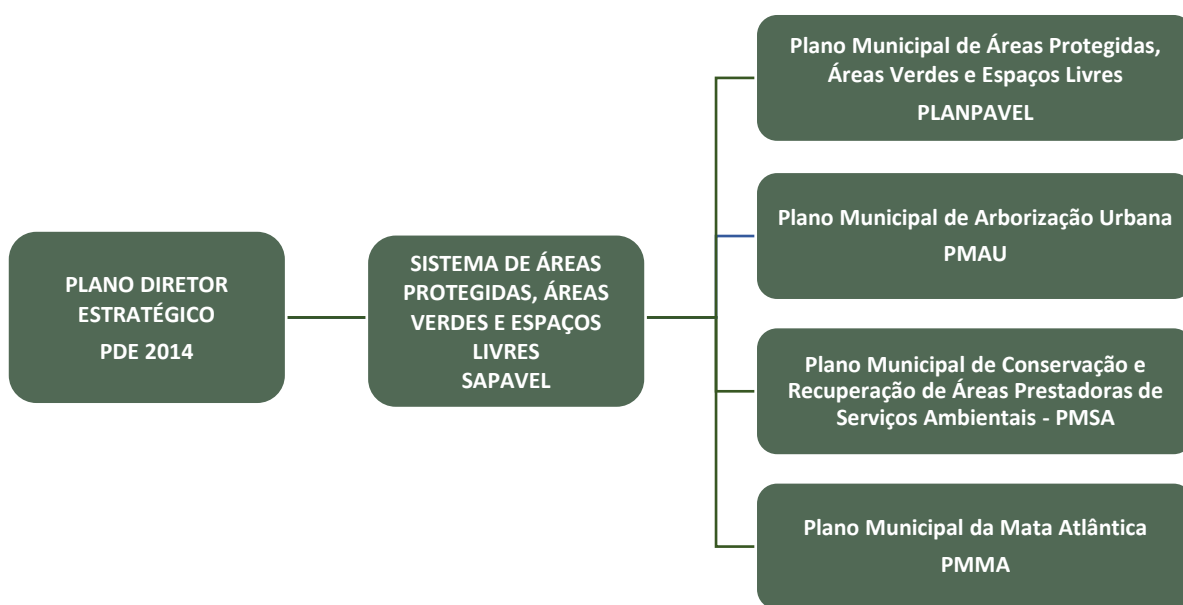 PLANO DIRETOR
ESTRATÉGICO
PDE 2014
SISTEMA DE ÁREAS
PROTEGIDAS, ÁREAS
VERDES E ESPAÇOS
LIVRES
SAPAVEL
Plano Municipal de Áreas Protegidas,
Áreas Verdes e Espaços Livres
PLANPAVEL
Plano Municipal de Arborização Urbana
PMAU
Plano Municipal de Conservação e
Recuperação de Áreas Prestadoras de
Serviços Ambientais - PMSA
Plano Municipal da Mata Atlântica
PMMA